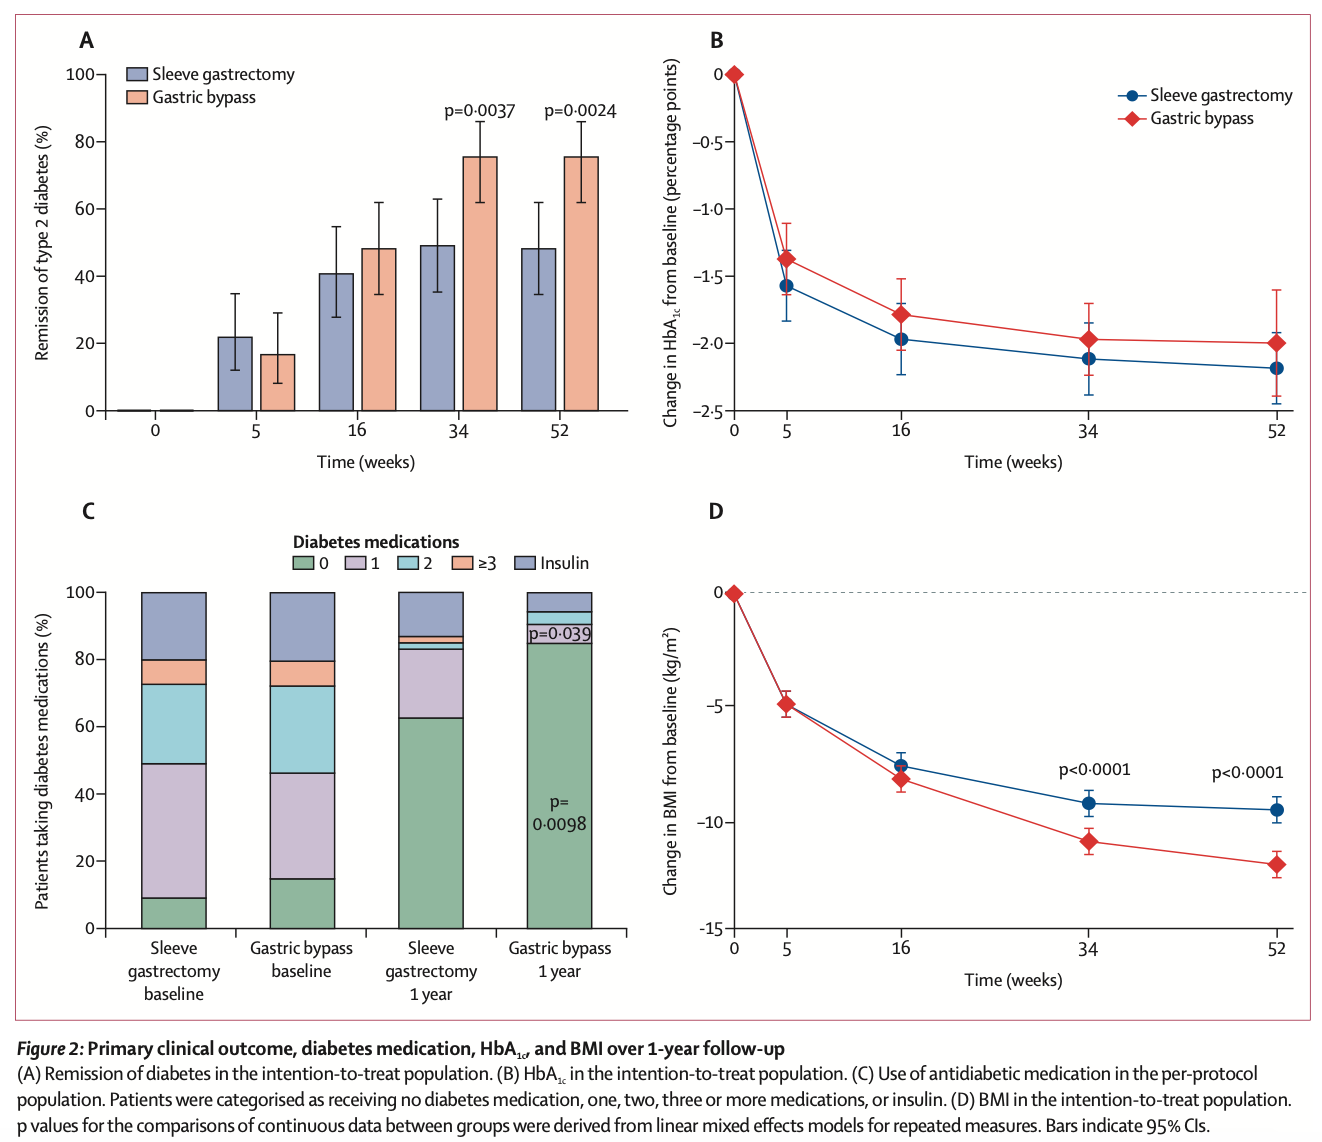 A
Sleeve gastrectomy
Gastric bypass
Remission of type 2 diabetes (%)
100
80
60
40
20
0
p=0·0037
p=0·0024
0
5
16
34
52
Time (weeks)
B
Sleeve gastrectomy
Gastric bypass
Change in HbA1c from baseline (percentage points)
0
–0·5
–1·0
–1·5
–2·0
–2·5
0
5
16
34
52
Time (weeks)
C
Diabetes medications
0
1
2
≥3
Insulin
Patients taking diabetes medications (%)
100
80
60
40
20
0
p=0·039
p=
0·0098
Sleeve
gastrectomy
baseline
Gastric bypass
baseline
Sleeve
gastrectomy
1 year
Gastric bypass
1 year
D
Change in BMI from baseline (kg/m²)
0
–5
–10
-15
p<0·0001
p<0·0001
0
5
16
34
52
Time (weeks)
Figure 2: Primary clinical outcome, diabetes medication, HbA1c, and BMI over 1-year follow-up
(A) Remission of diabetes in the intention-to-treat population. (B) HbA1c in the intention-to-treat population. (C) Use of antidiabetic medication in the per-protocol
population. Patients were categorised as receiving no diabetes medication, one, two, three or more medications, or insulin. (D) BMI in the intention-to-treat population.
p values for the comparisons of continuous data between groups were derived from linear mixed effects models for repeated measures. Bars indicate 95% CIs.